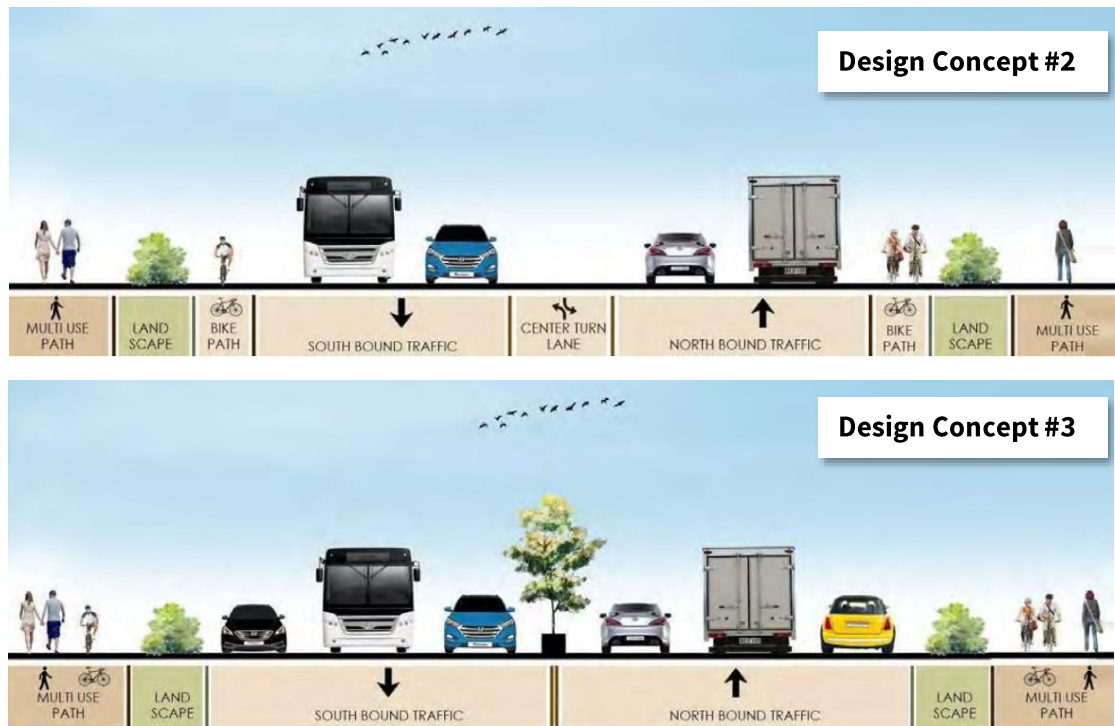 Design Concept #2
MULTI USE
PATH
LAND
SCAPE
BIKE
PATH
SOUTH BOUND TRAFFIC
CENTER TURN
LANE
NORTH BOUND TRAFFIC
BIKE
PATH
LAND
SCAPE
MULTI USE
PATH
Design Concept #3
MULTI USE
PATH
LAND
SCAPE
SOUTH BOUND TRAFFIC
NORTH BOUND TRAFFIC
LAND
SCAPE
MULTI USE
PATH